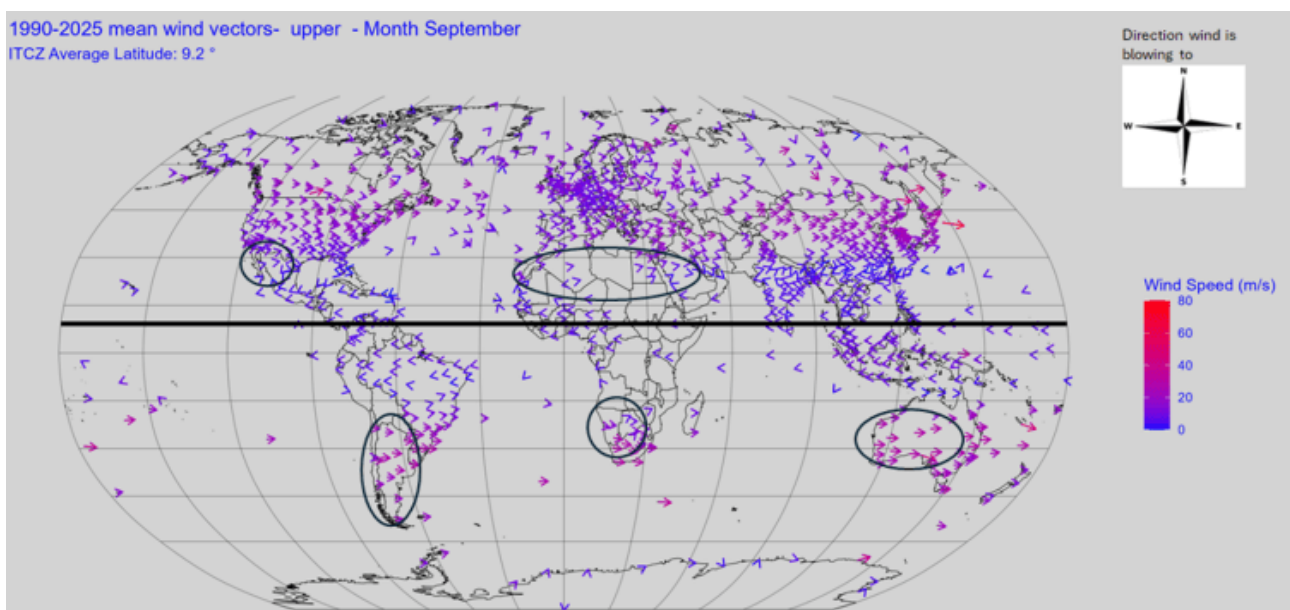 1990-2025 mean wind vectors-  upper  - Month September
ITCZ Average Latitude: 9.2 °
Direction wind is
blowing to
N
W
E
S
Wind Speed (m/s)
80
60
40
20
0